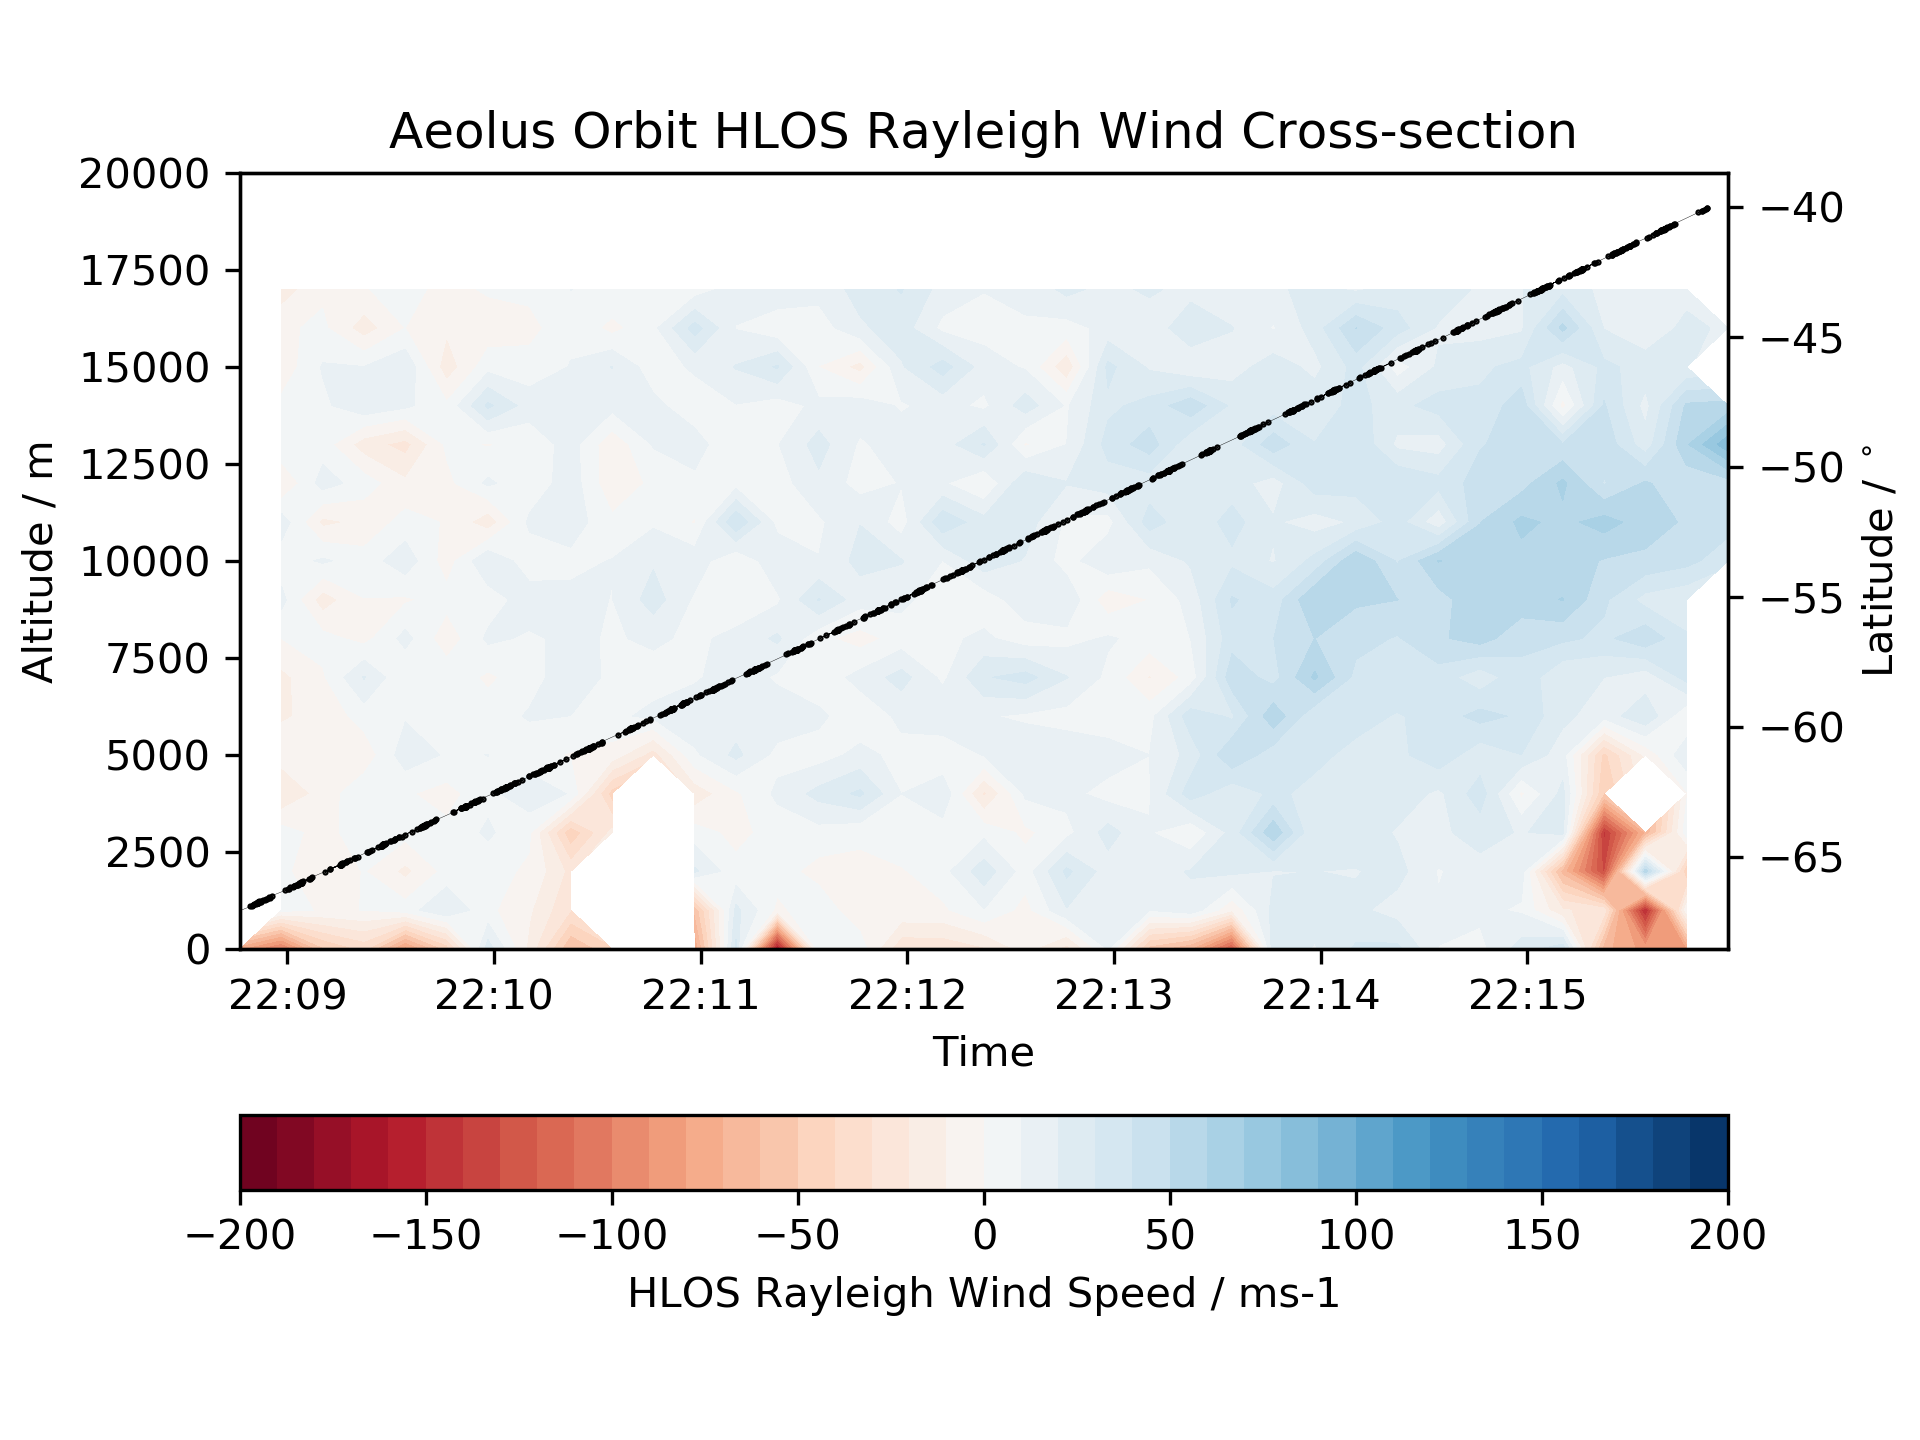 Aeolus Orbit HLOS Rayleigh Wind Cross-section
20000
17500
15000
12500
10000
7500
5000
2500
0
Altitude / m
−40
−45
−50
−55
−60
−65
Latitude / °
22:09 22:10 22:11 22:12 22:13 22:14 22:15
Time
−200 −150 −100 −50 0 50 100 150 200
HLOS Rayleigh Wind Speed / ms-1